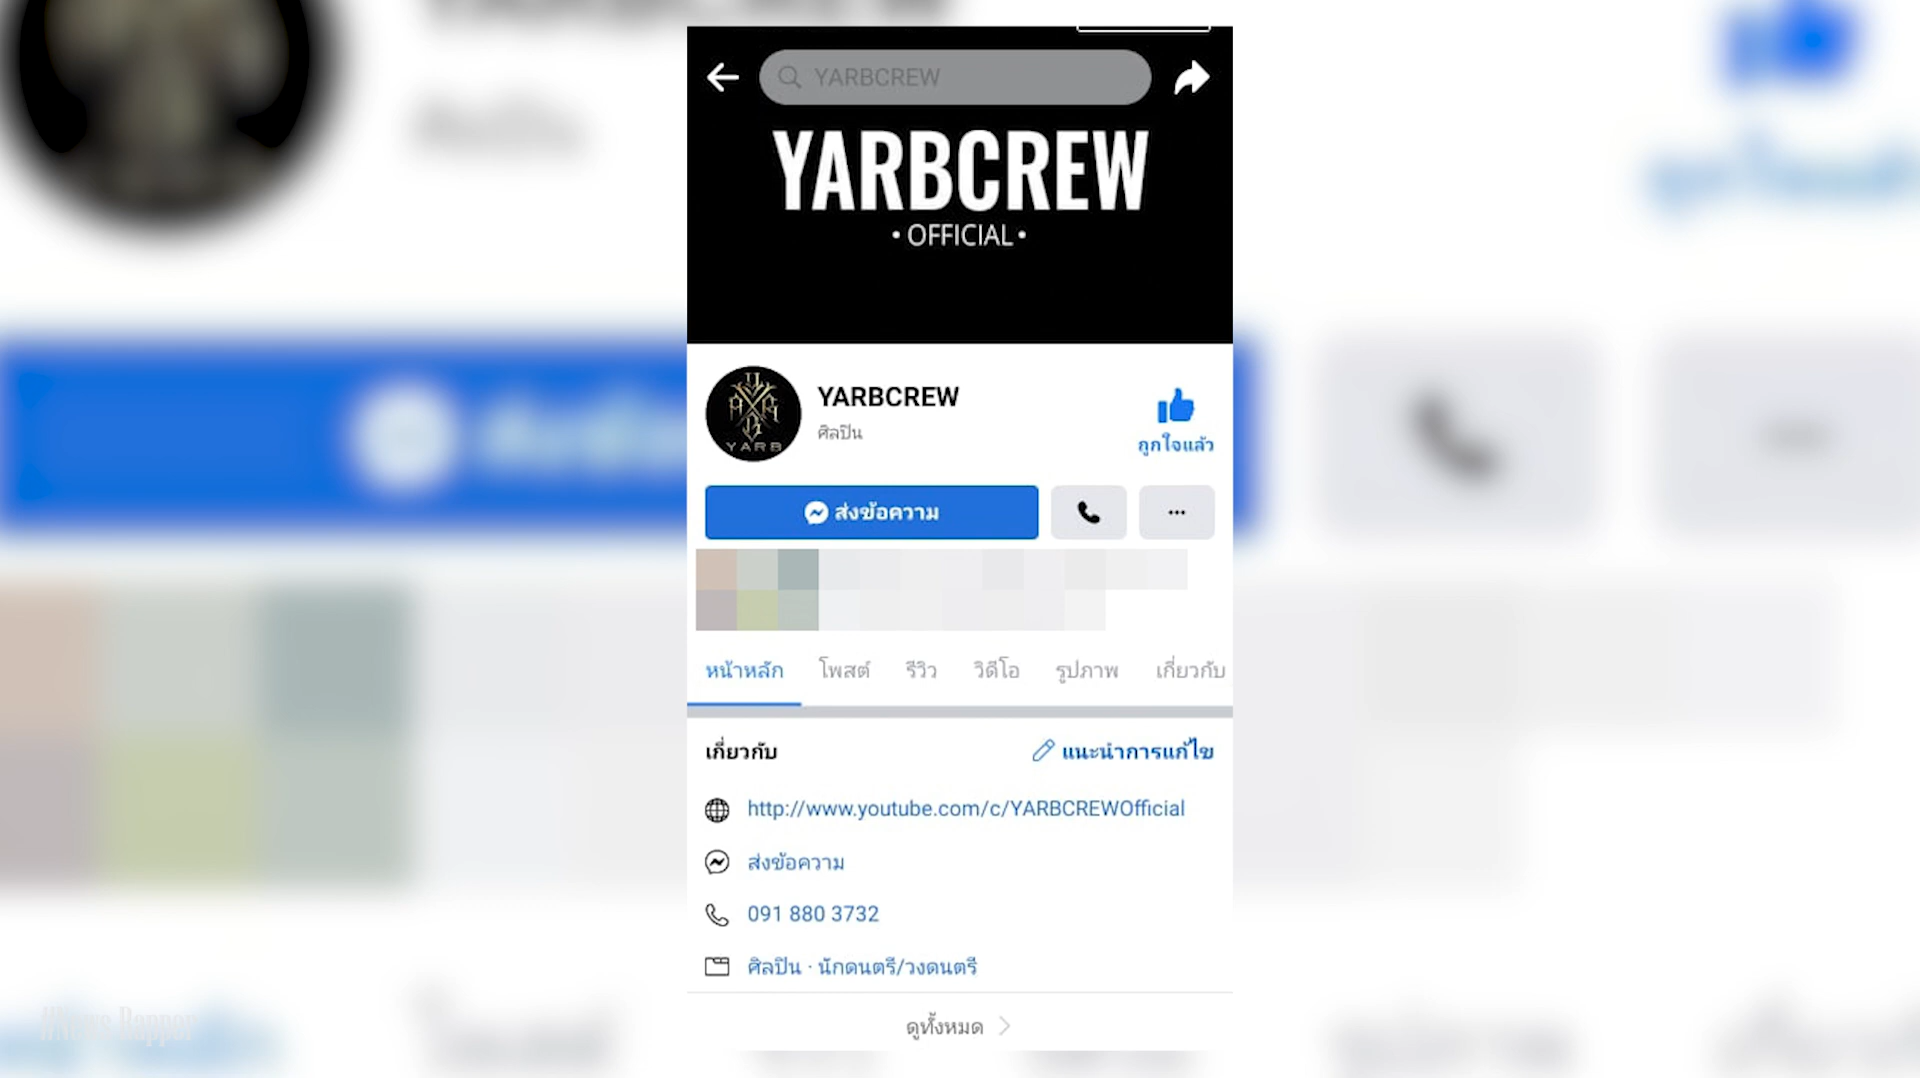 YARBCREW
YARBCREW
• OFFICIAL •
YARB
YARBCREW
ศิลปิน
ถูกใจแล้ว
ส่งข้อความ
หน้าหลัก โพสต์ รีวิว วิดีโอ รูปภาพ เกี่ยวกับ
เกี่ยวกับ แนะนำการแก้ไข
http://www.youtube.com/c/YARBCREWOfficial
ส่งข้อความ
091 880 3732
ศิลปิน · นักดนตรี/วงดนตรี
ดูทั้งหมด
#News Rapper